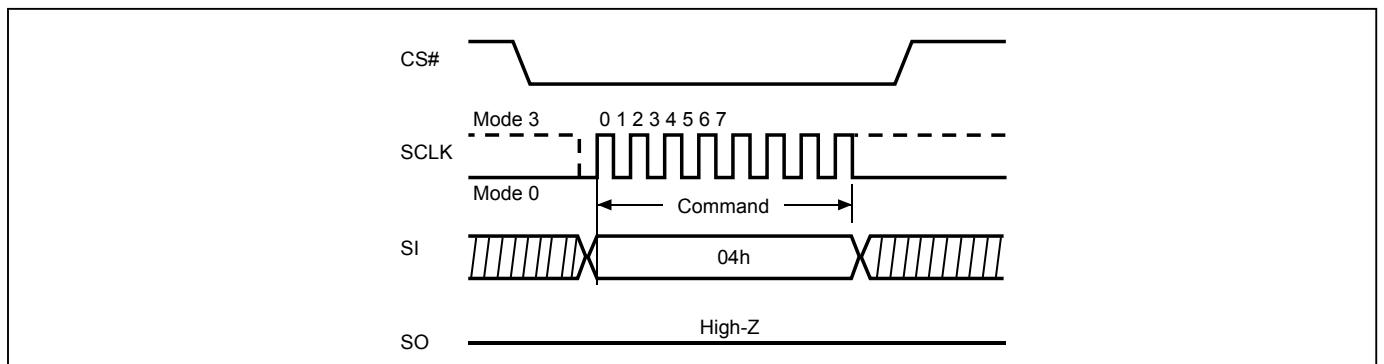 CS#
Mode 3
0 1 2 3 4 5 6 7
SCLK
Mode 0
Command
SI
04h
High-Z
SO